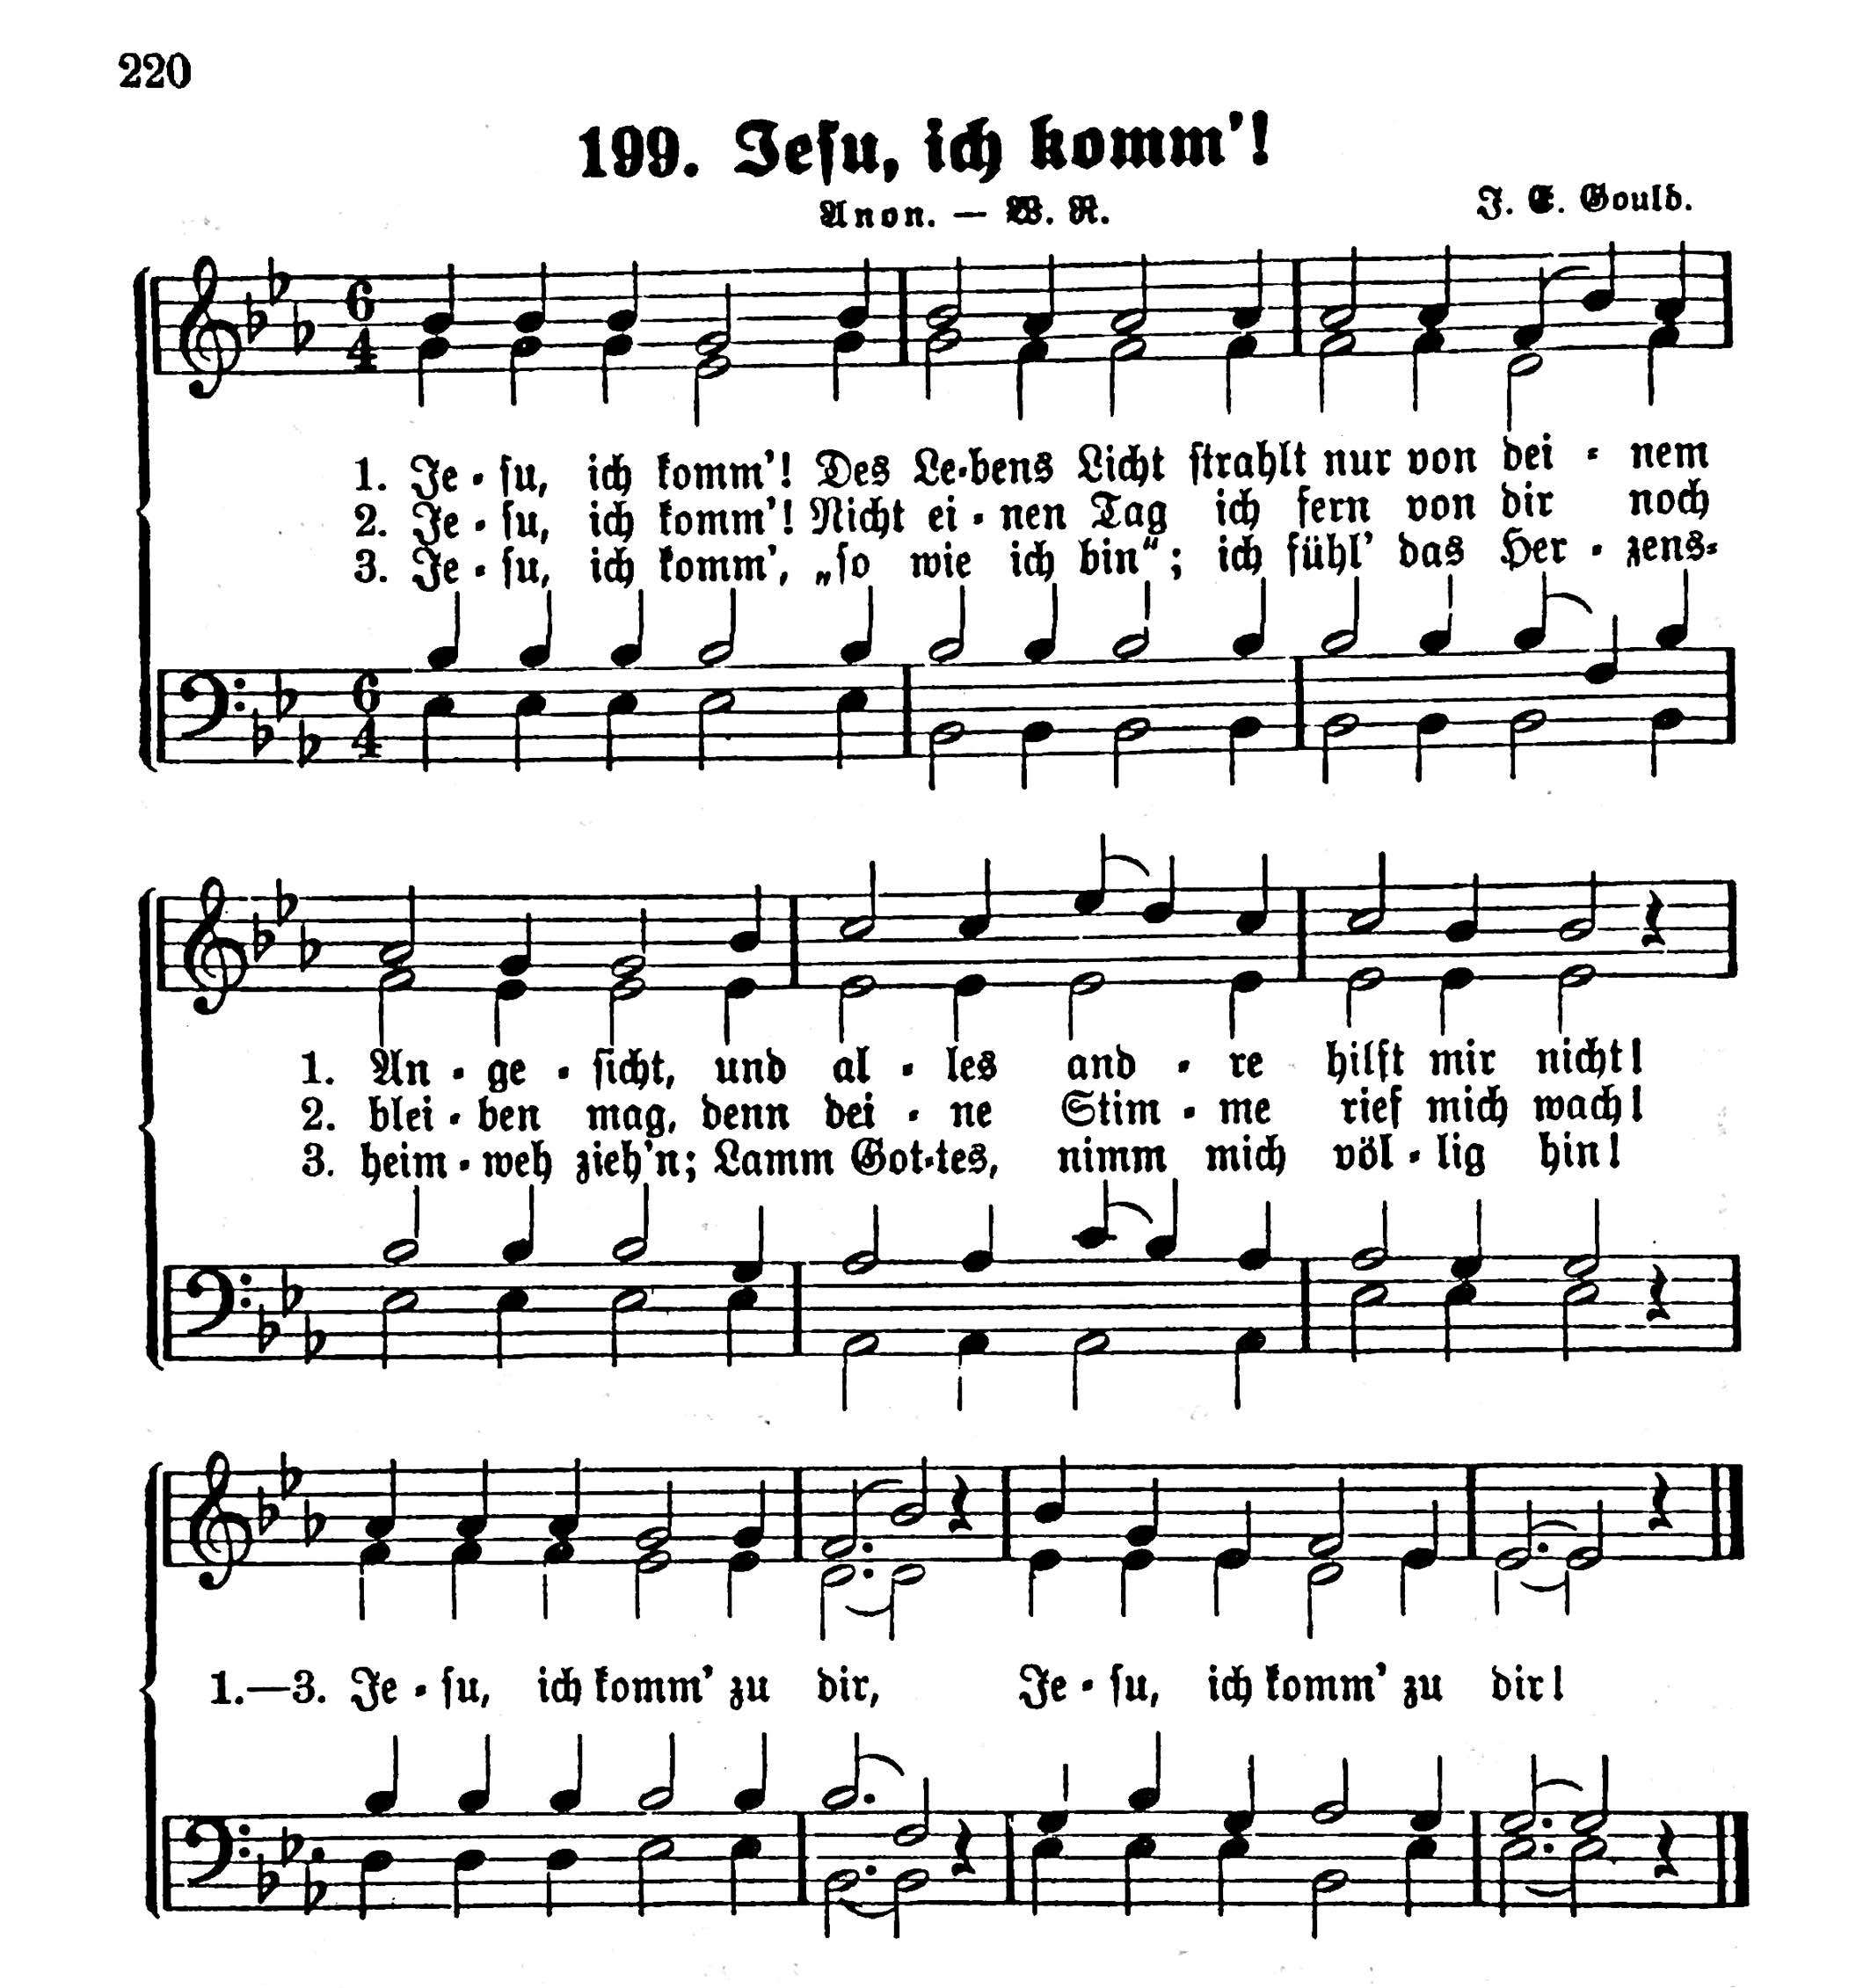 220
199. Jesu, ich komm'!
Anon. — W. R.
J. E. Gould.
6
4
1. Je-su, ich komm'! Des Le-bens Licht strahlt nur von dei-nem
2. Je-su, ich komm'! Nicht ei-nen Tag ich fern von dir noch
3. Je-su, ich komm', „so wie ich bin“; ich fühl' das Her-zens-
6
4
1. An-ge-sicht, und al-les and-re hilft mir nicht!
2. blei-ben mag, denn dei-ne Stim-me rief mich wach!
3. heim-weh zieh'n; Lamm Got-tes, nimm mich völ-lig hin!
1.—3. Je-su, ich komm' zu dir, Je-su, ich komm' zu dir!